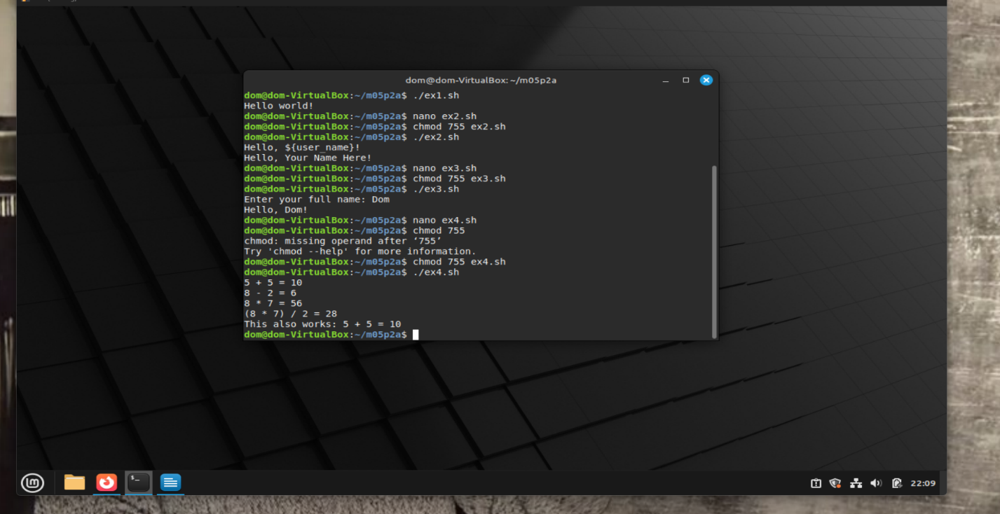 dom@dom-VirtualBox: ~/m05p2a
dom@dom-VirtualBox:~/m05p2a$ ./ex1.sh
Hello world!
dom@dom-VirtualBox:~/m05p2a$ nano ex2.sh
dom@dom-VirtualBox:~/m05p2a$ chmod 755 ex2.sh
dom@dom-VirtualBox:~/m05p2a$ ./ex2.sh
Hello, ${user_name}!
Hello, Your Name Here!
dom@dom-VirtualBox:~/m05p2a$ nano ex3.sh
dom@dom-VirtualBox:~/m05p2a$ chmod 755 ex3.sh
dom@dom-VirtualBox:~/m05p2a$ ./ex3.sh
Enter your full name: Dom
Hello, Dom!
dom@dom-VirtualBox:~/m05p2a$ nano ex4.sh
dom@dom-VirtualBox:~/m05p2a$ chmod 755
chmod: missing operand after ‘755’
Try 'chmod --help' for more information.
dom@dom-VirtualBox:~/m05p2a$ chmod 755 ex4.sh
dom@dom-VirtualBox:~/m05p2a$ ./ex4.sh
5 + 5 = 10
8 - 2 = 6
8 * 7 = 56
(8 * 7) / 2 = 28
This also works: 5 + 5 = 10
dom@dom-VirtualBox:~/m05p2a$
$_
22:09